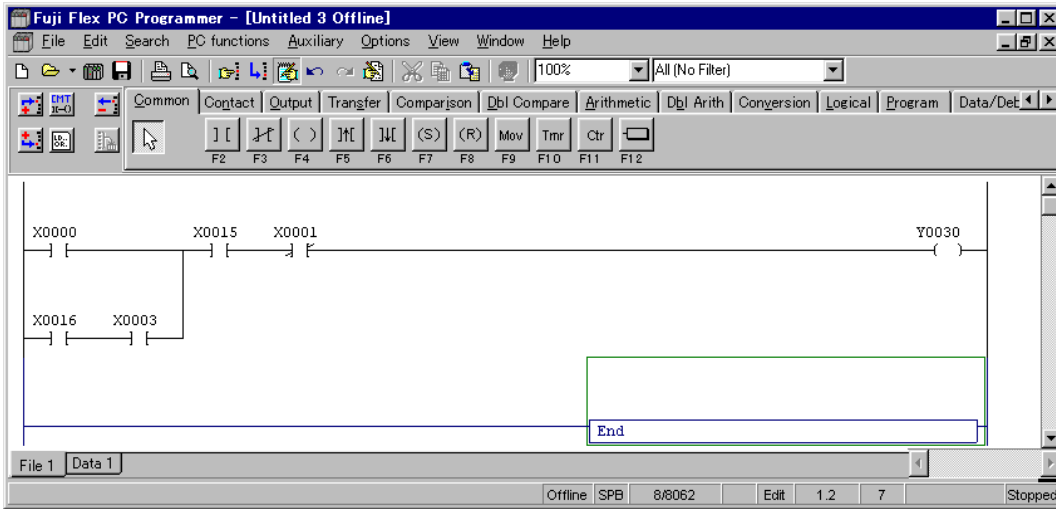 Fuji Flex PC Programmer - [Untitled 3 Offline]
File Edit Search PC functions Auxiliary Options View Window Help
100% All (No Filter)
CMT
Common Contact Output Transfer Comparison Dbl Compare Arithmetic Dbl Arith Conversion Logical Program Data/Det
(S) (R) Mov Tmr Ctr
F2 F3 F4 F5 F6 F7 F8 F9 F10 F11 F12
X0000 X0015 X0001 Y0030
X0016 X0003
End
File 1 Data 1
Offline SPB 8/8062 Edit 1.2 7 Stopped